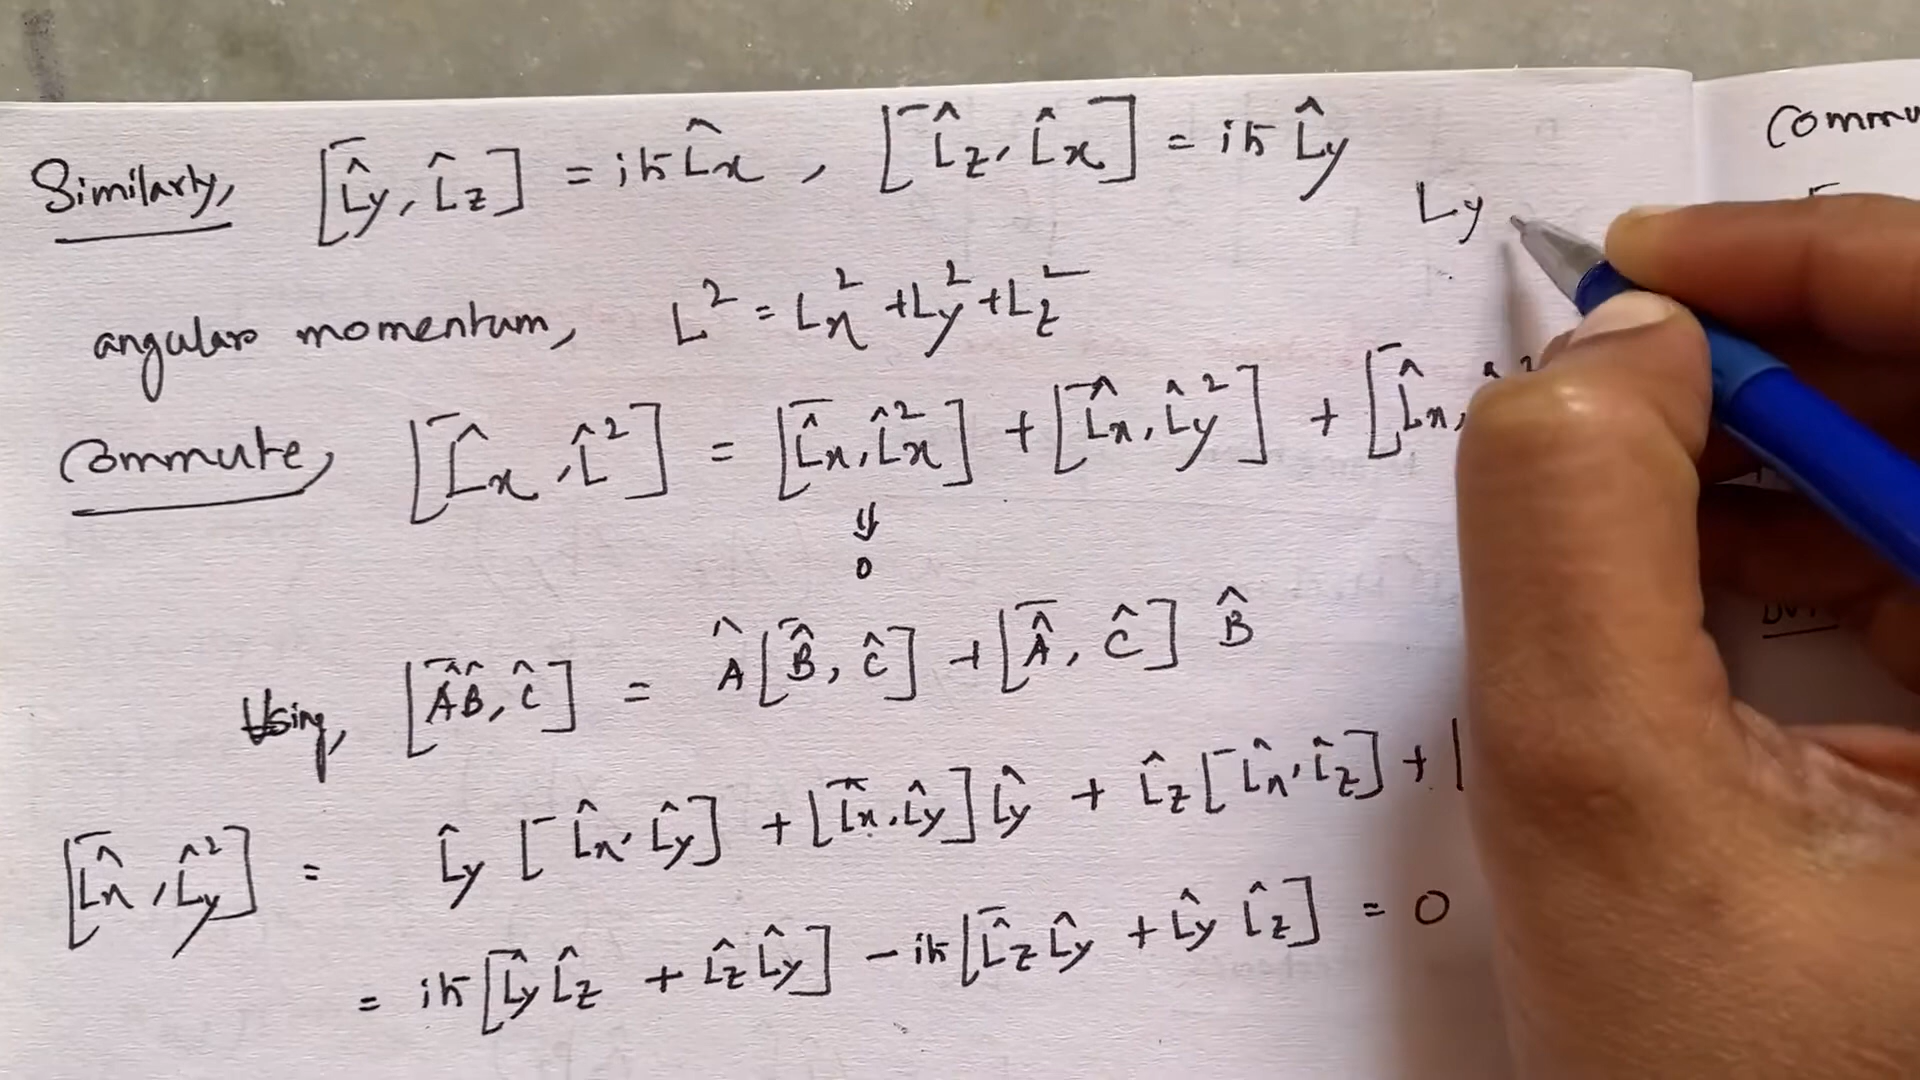 Similarly, [L̂y, L̂z] = iħ L̂x , [L̂z, L̂x] = iħ L̂y
Commu
Ly
angular momentum, L² = Lx² + Ly² + Lz²
Commute, [L̂x, L̂²] = [L̂x, L̂x²] + [L̂x, L̂y²] + [L̂x,
⇓
0
Using, [ÂB̂, Ĉ] = Â[B̂, Ĉ] + [Â, Ĉ] B̂
[L̂x, L̂y²] = L̂y [L̂x, L̂y] + [L̂x, L̂y] L̂y + L̂z [L̂x, L̂z] + [
= iħ [L̂y L̂z + L̂z L̂y] - iħ [L̂z L̂y + L̂y L̂z] = 0